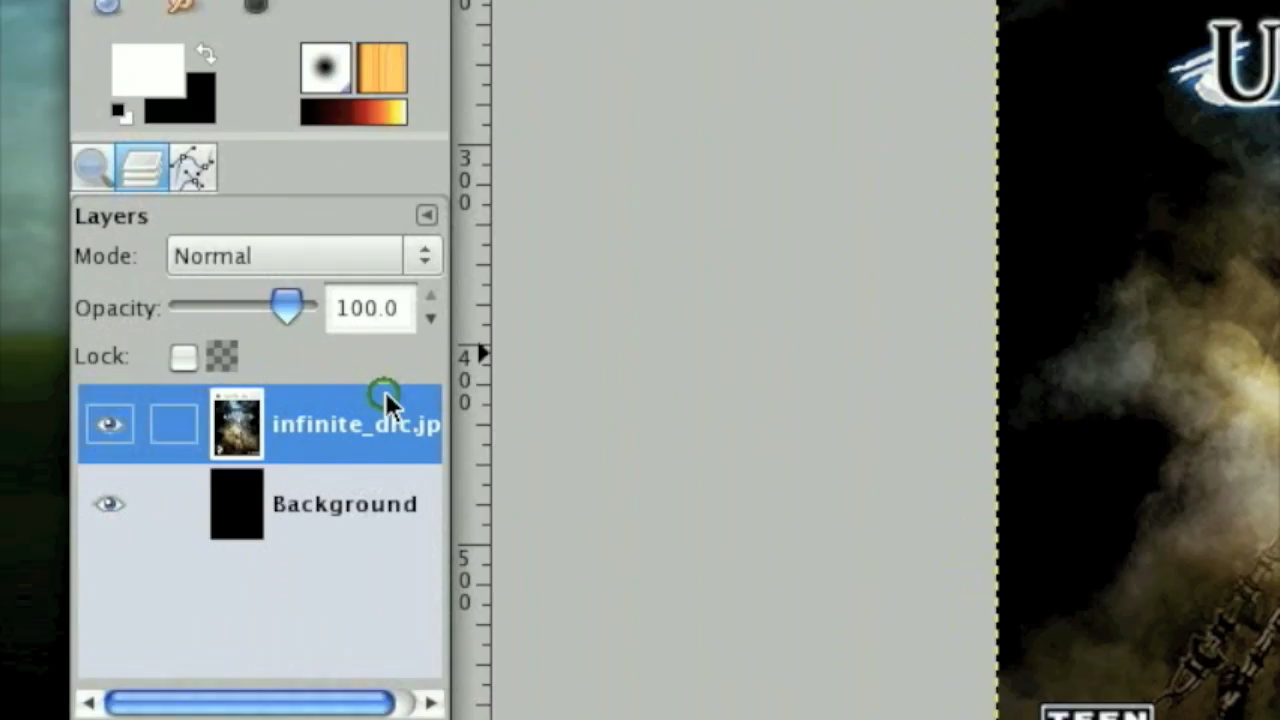 U
3
0
0
Layers
Mode: Normal
Opacity: 100.0
Lock:
4
0
0
infinite_dlc.jp
Background
5
0
0
TEEN